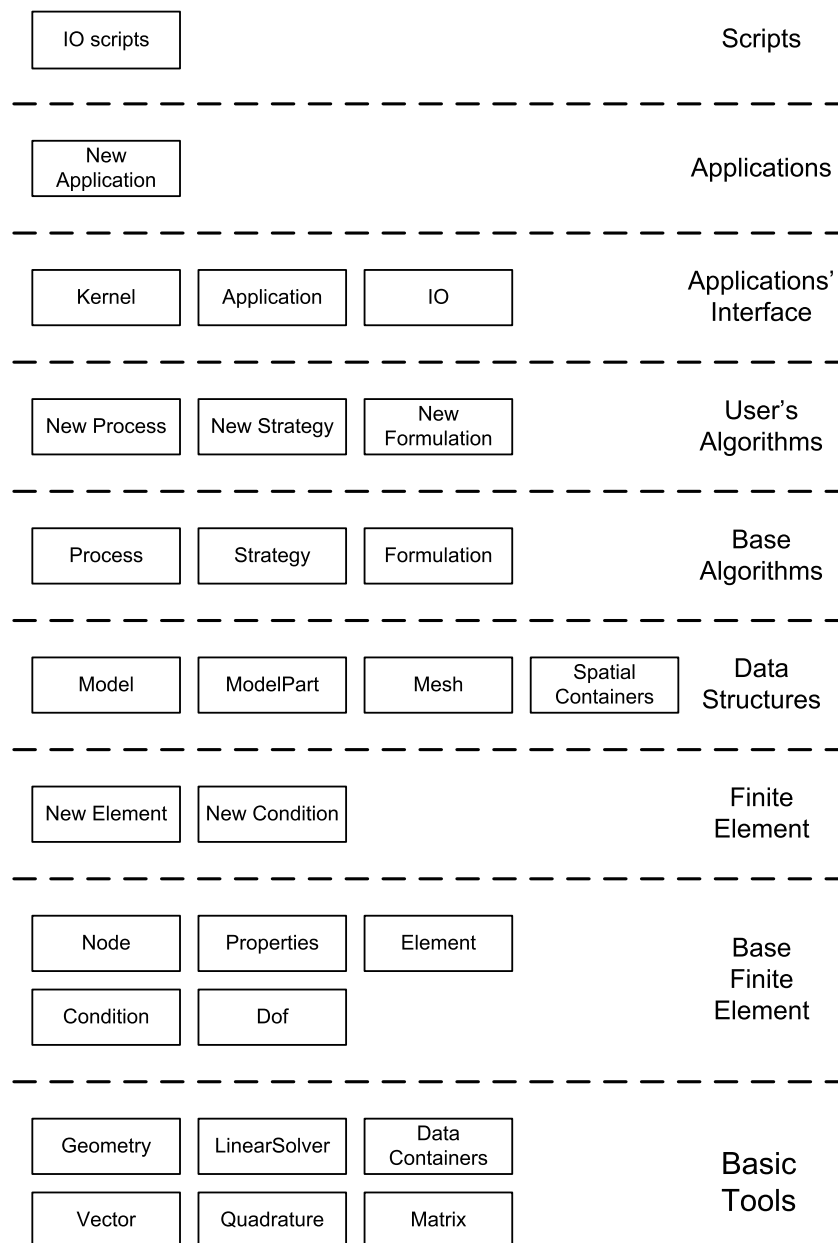 IO scripts
Scripts
New
Application
Applications
Kernel
Application
IO
Applications’
Interface
New Process
New Strategy
New
Formulation
User’s
Algorithms
Process
Strategy
Formulation
Base
Algorithms
Model
ModelPart
Mesh
Spatial
Containers
Data
Structures
New Element
New Condition
Finite
Element
Node
Properties
Element
Condition
Dof
Base
Finite
Element
Geometry
LinearSolver
Data
Containers
Vector
Quadrature
Matrix
Basic
Tools